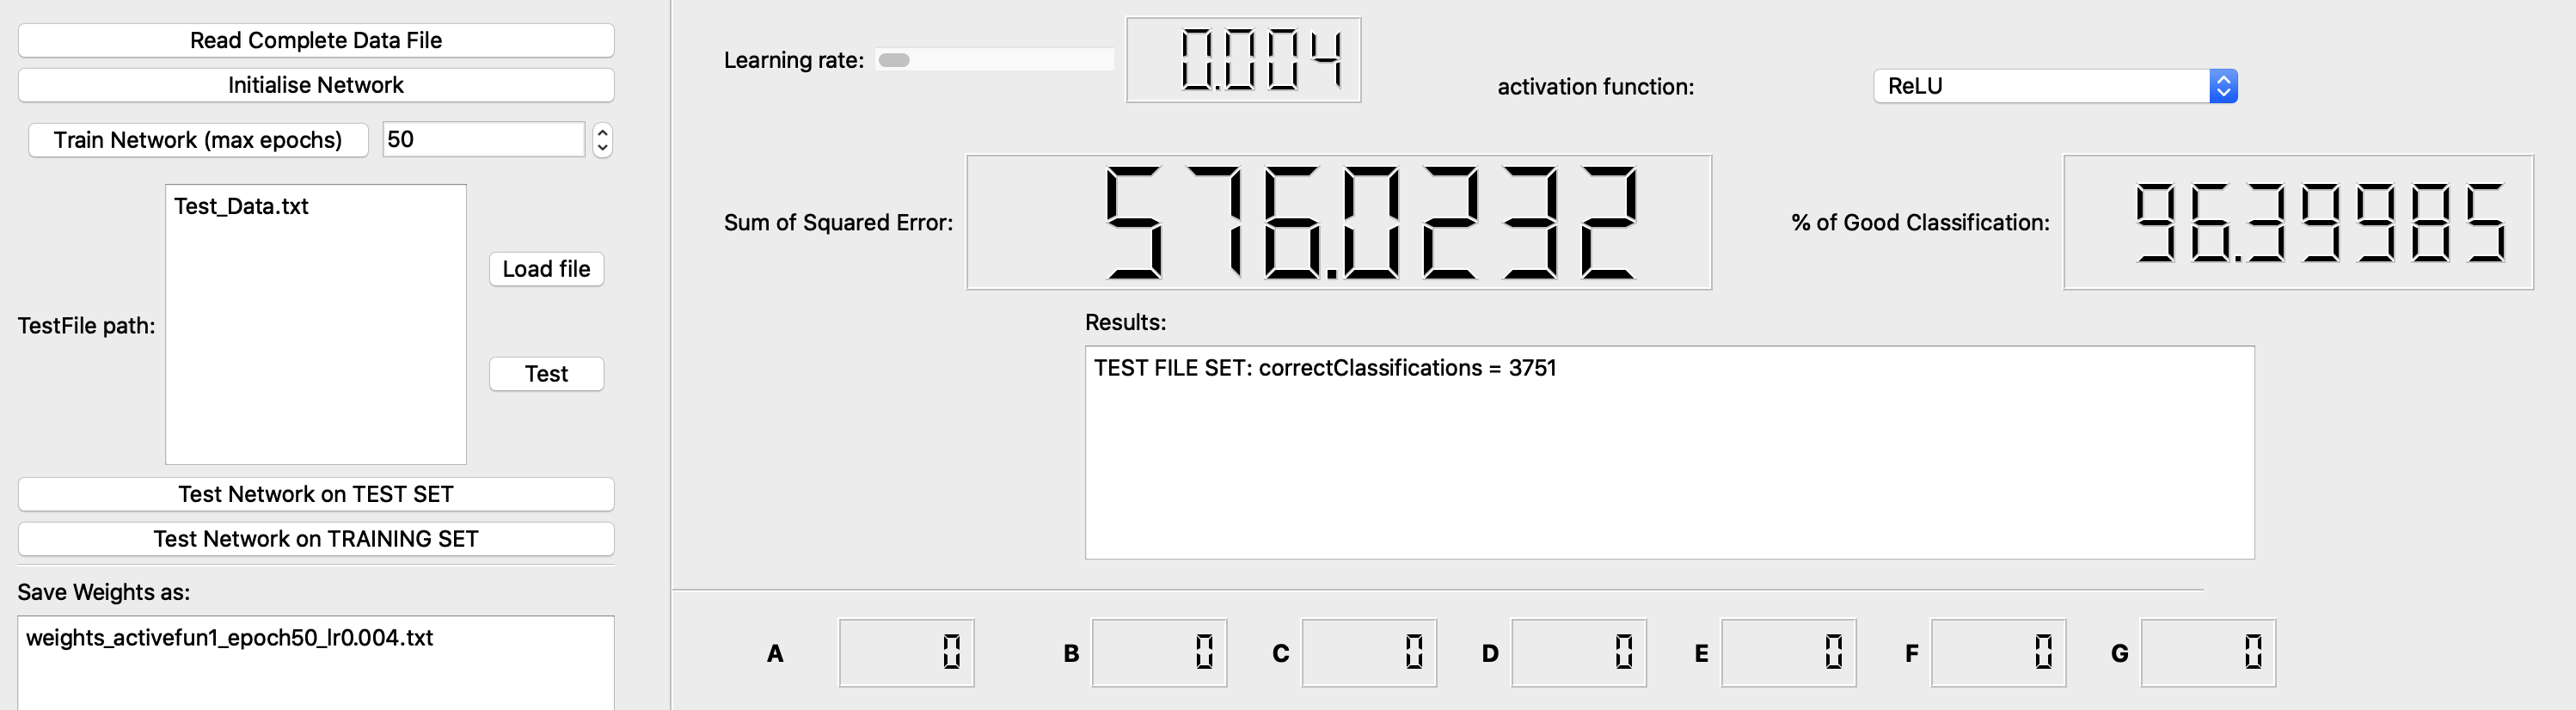 Read Complete Data File
Initialise Network
Train Network (max epochs) 50
TestFile path:
Test_Data.txt
Load file
Test
Test Network on TEST SET
Test Network on TRAINING SET
Save Weights as:
weights_activefun1_epoch50_lr0.004.txt
Learning rate: 0.004
activation function: ReLU
Sum of Squared Error: 576.0232
% of Good Classification: 96.39985
Results:
TEST FILE SET: correctClassifications = 3751
A 0 B 0 C 0 D 0 E 0 F 0 G 0